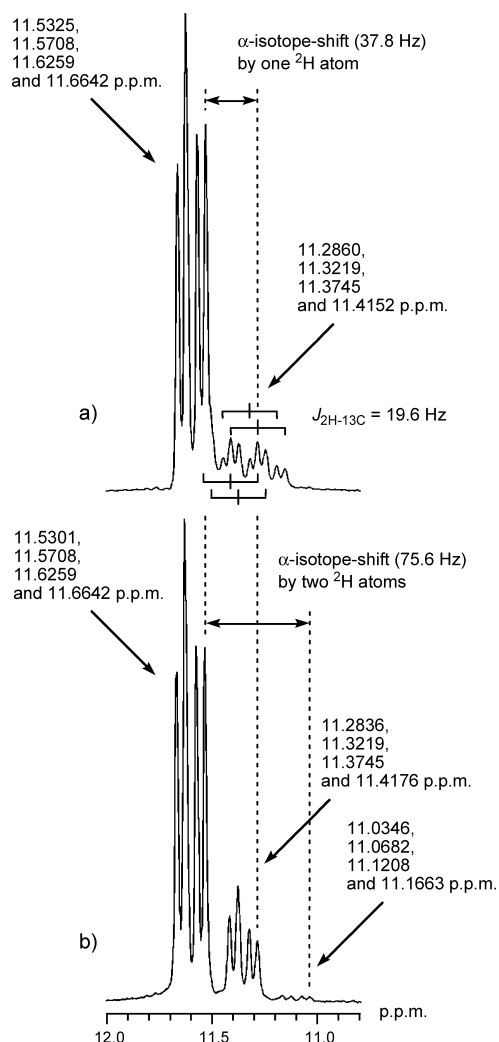 11.5325,
11.5708,
11.6259
and 11.6642 p.p.m.
α-isotope-shift (37.8 Hz)
by one ²H atom
11.2860,
11.3219,
11.3745
and 11.4152 p.p.m.
a)
J2H-13C = 19.6 Hz
11.5301,
11.5708,
11.6259
and 11.6642 p.p.m.
α-isotope-shift (75.6 Hz)
by two ²H atoms
11.2836,
11.3219,
11.3745
and 11.4176 p.p.m.
11.0346,
11.0682,
11.1208
and 11.1663 p.p.m.
b)
p.p.m.
12.0 11.5 11.0